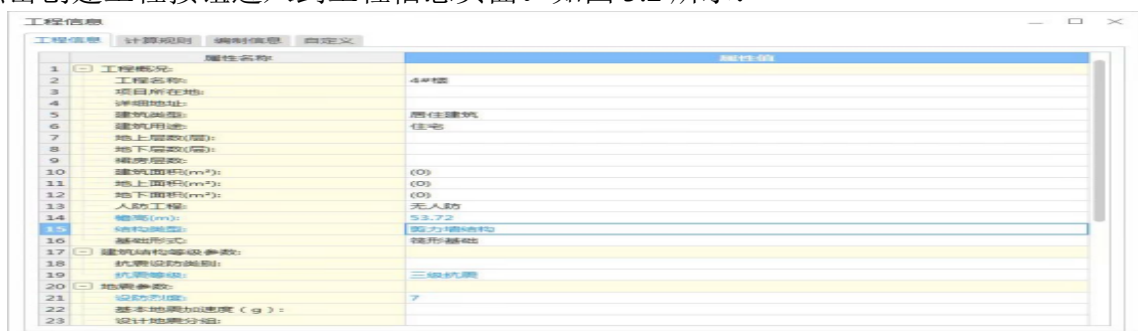 工程信息
工程信息 计算规则 编制信息 自定义
属性名称 属性值
1 工程概况:
2 工程名称: 4#楼
3 项目所在地:
4 详细地址:
5 建筑类型: 居住建筑
6 建筑用途: 住宅
7 地上层数(层):
8 地下层数(层):
9 裙房层数:
10 建筑面积(m²): (0)
11 地上面积(m²): (0)
12 地下面积(m²): (0)
13 人防工程: 无人防
14 檐高(m): 53.72
15 结构类型: 剪力墙结构
16 基础形式: 筏形基础
17 建筑结构等级参数:
18 抗震设防类别:
19 抗震等级: 三级抗震
20 地震参数:
21 设防烈度: 7
22 基本地震加速度(g):
23 设计地震分组: